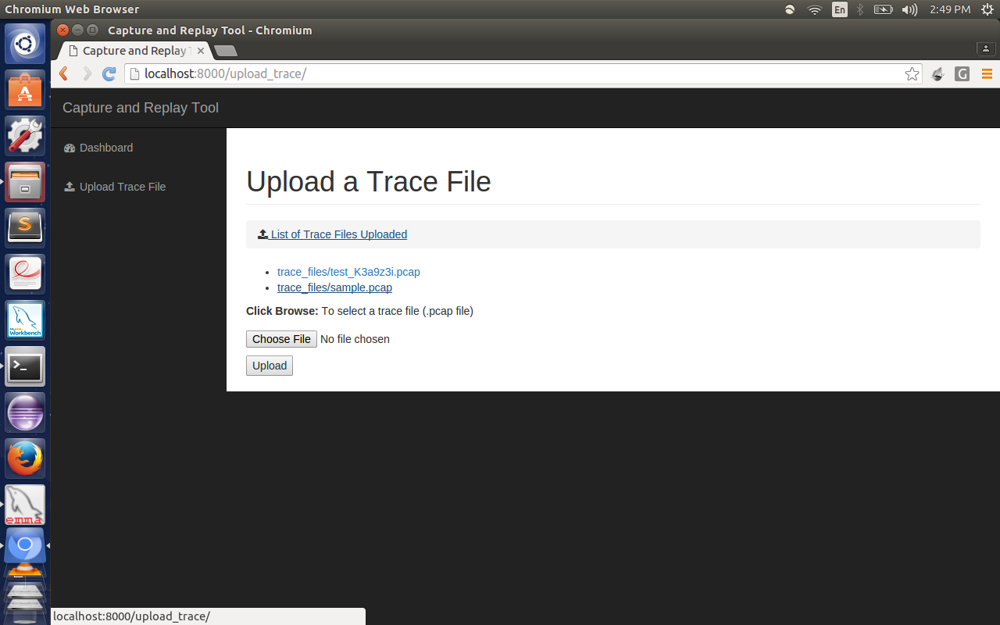 Chromium Web Browser
En
2:49 PM
Capture and Replay Tool - Chromium
Capture and Replay T
localhost:8000/upload_trace/
G
Capture and Replay Tool
Dashboard
Upload Trace File
Upload a Trace File
List of Trace Files Uploaded
trace_files/test_K3a9z3i.pcap
trace_files/sample.pcap
Click Browse: To select a trace file (.pcap file)
Choose File No file chosen
Upload
Workbench
emma
localhost:8000/upload_trace/